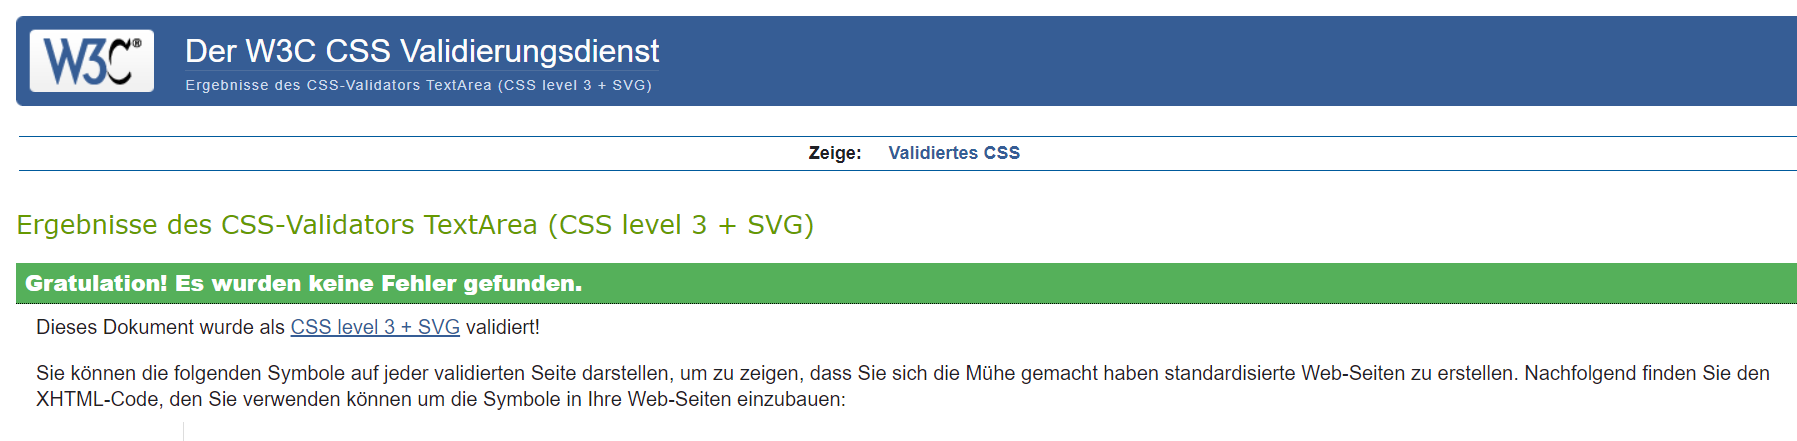 W3C®
Der W3C CSS Validierungsdienst
Ergebnisse des CSS-Validators TextArea (CSS level 3 + SVG)
Zeige: Validiertes CSS
Ergebnisse des CSS-Validators TextArea (CSS level 3 + SVG)
Gratulation! Es wurden keine Fehler gefunden.
Dieses Dokument wurde als CSS level 3 + SVG validiert!
Sie können die folgenden Symbole auf jeder validierten Seite darstellen, um zu zeigen, dass Sie sich die Mühe gemacht haben standardisierte Web-Seiten zu erstellen. Nachfolgend finden Sie den
XHTML-Code, den Sie verwenden können um die Symbole in Ihre Web-Seiten einzubauen: